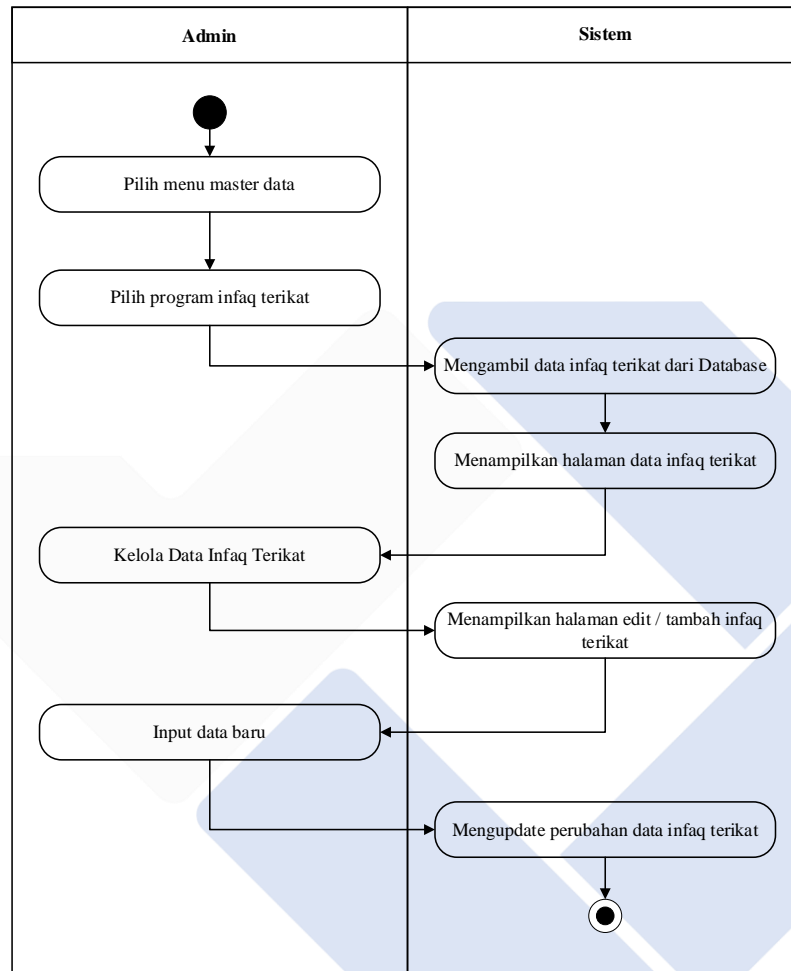 Admin
Sistem
Pilih menu master data
Pilih program infaq terikat
Mengambil data infaq terikat dari Database
Menampilkan halaman data infaq terikat
Kelola Data Infaq Terikat
Menampilkan halaman edit / tambah infaq
terikat
Input data baru
Mengupdate perubahan data infaq terikat